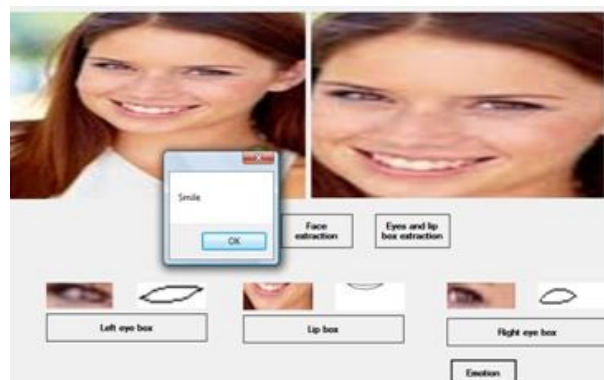 Smile
OK
Face
extraction
Eyes and lip
box extraction
Left eye box
Lip box
Right eye box
Emotion